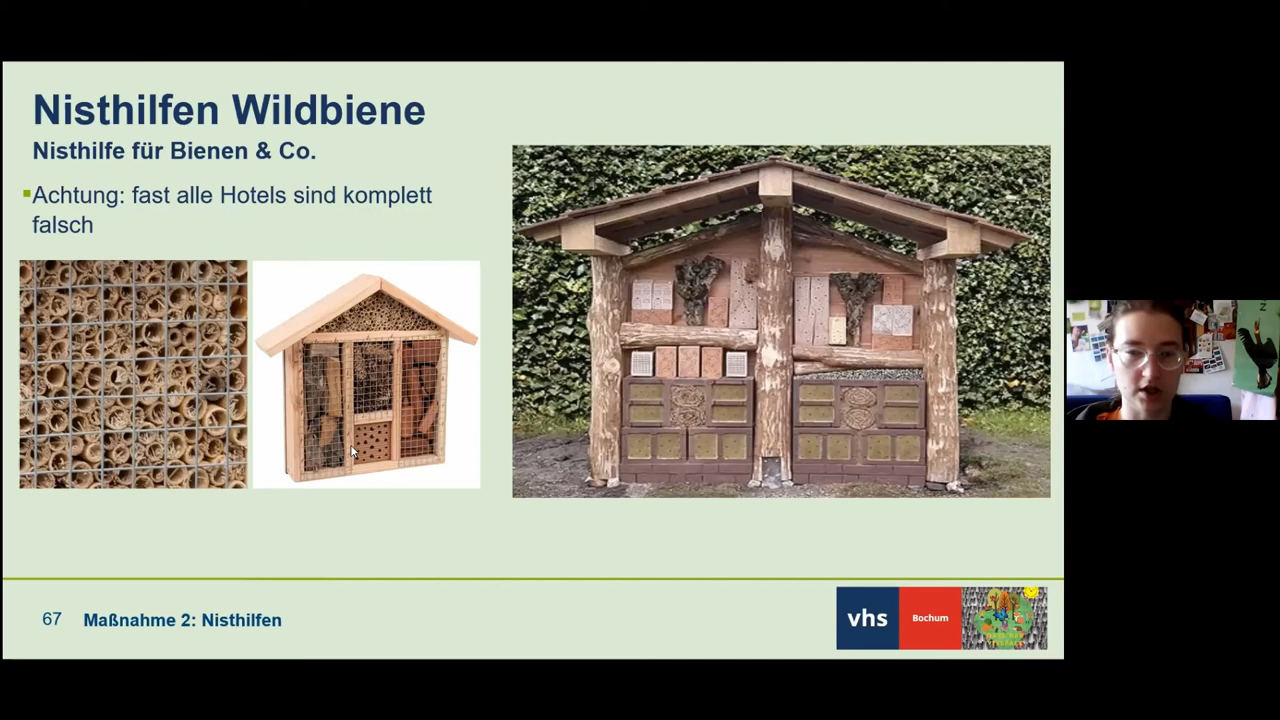 Nisthilfen Wildbiene
Nisthilfe für Bienen & Co.
Achtung: fast alle Hotels sind komplett
falsch
67
Maßnahme 2: Nisthilfen
vhs
Bochum